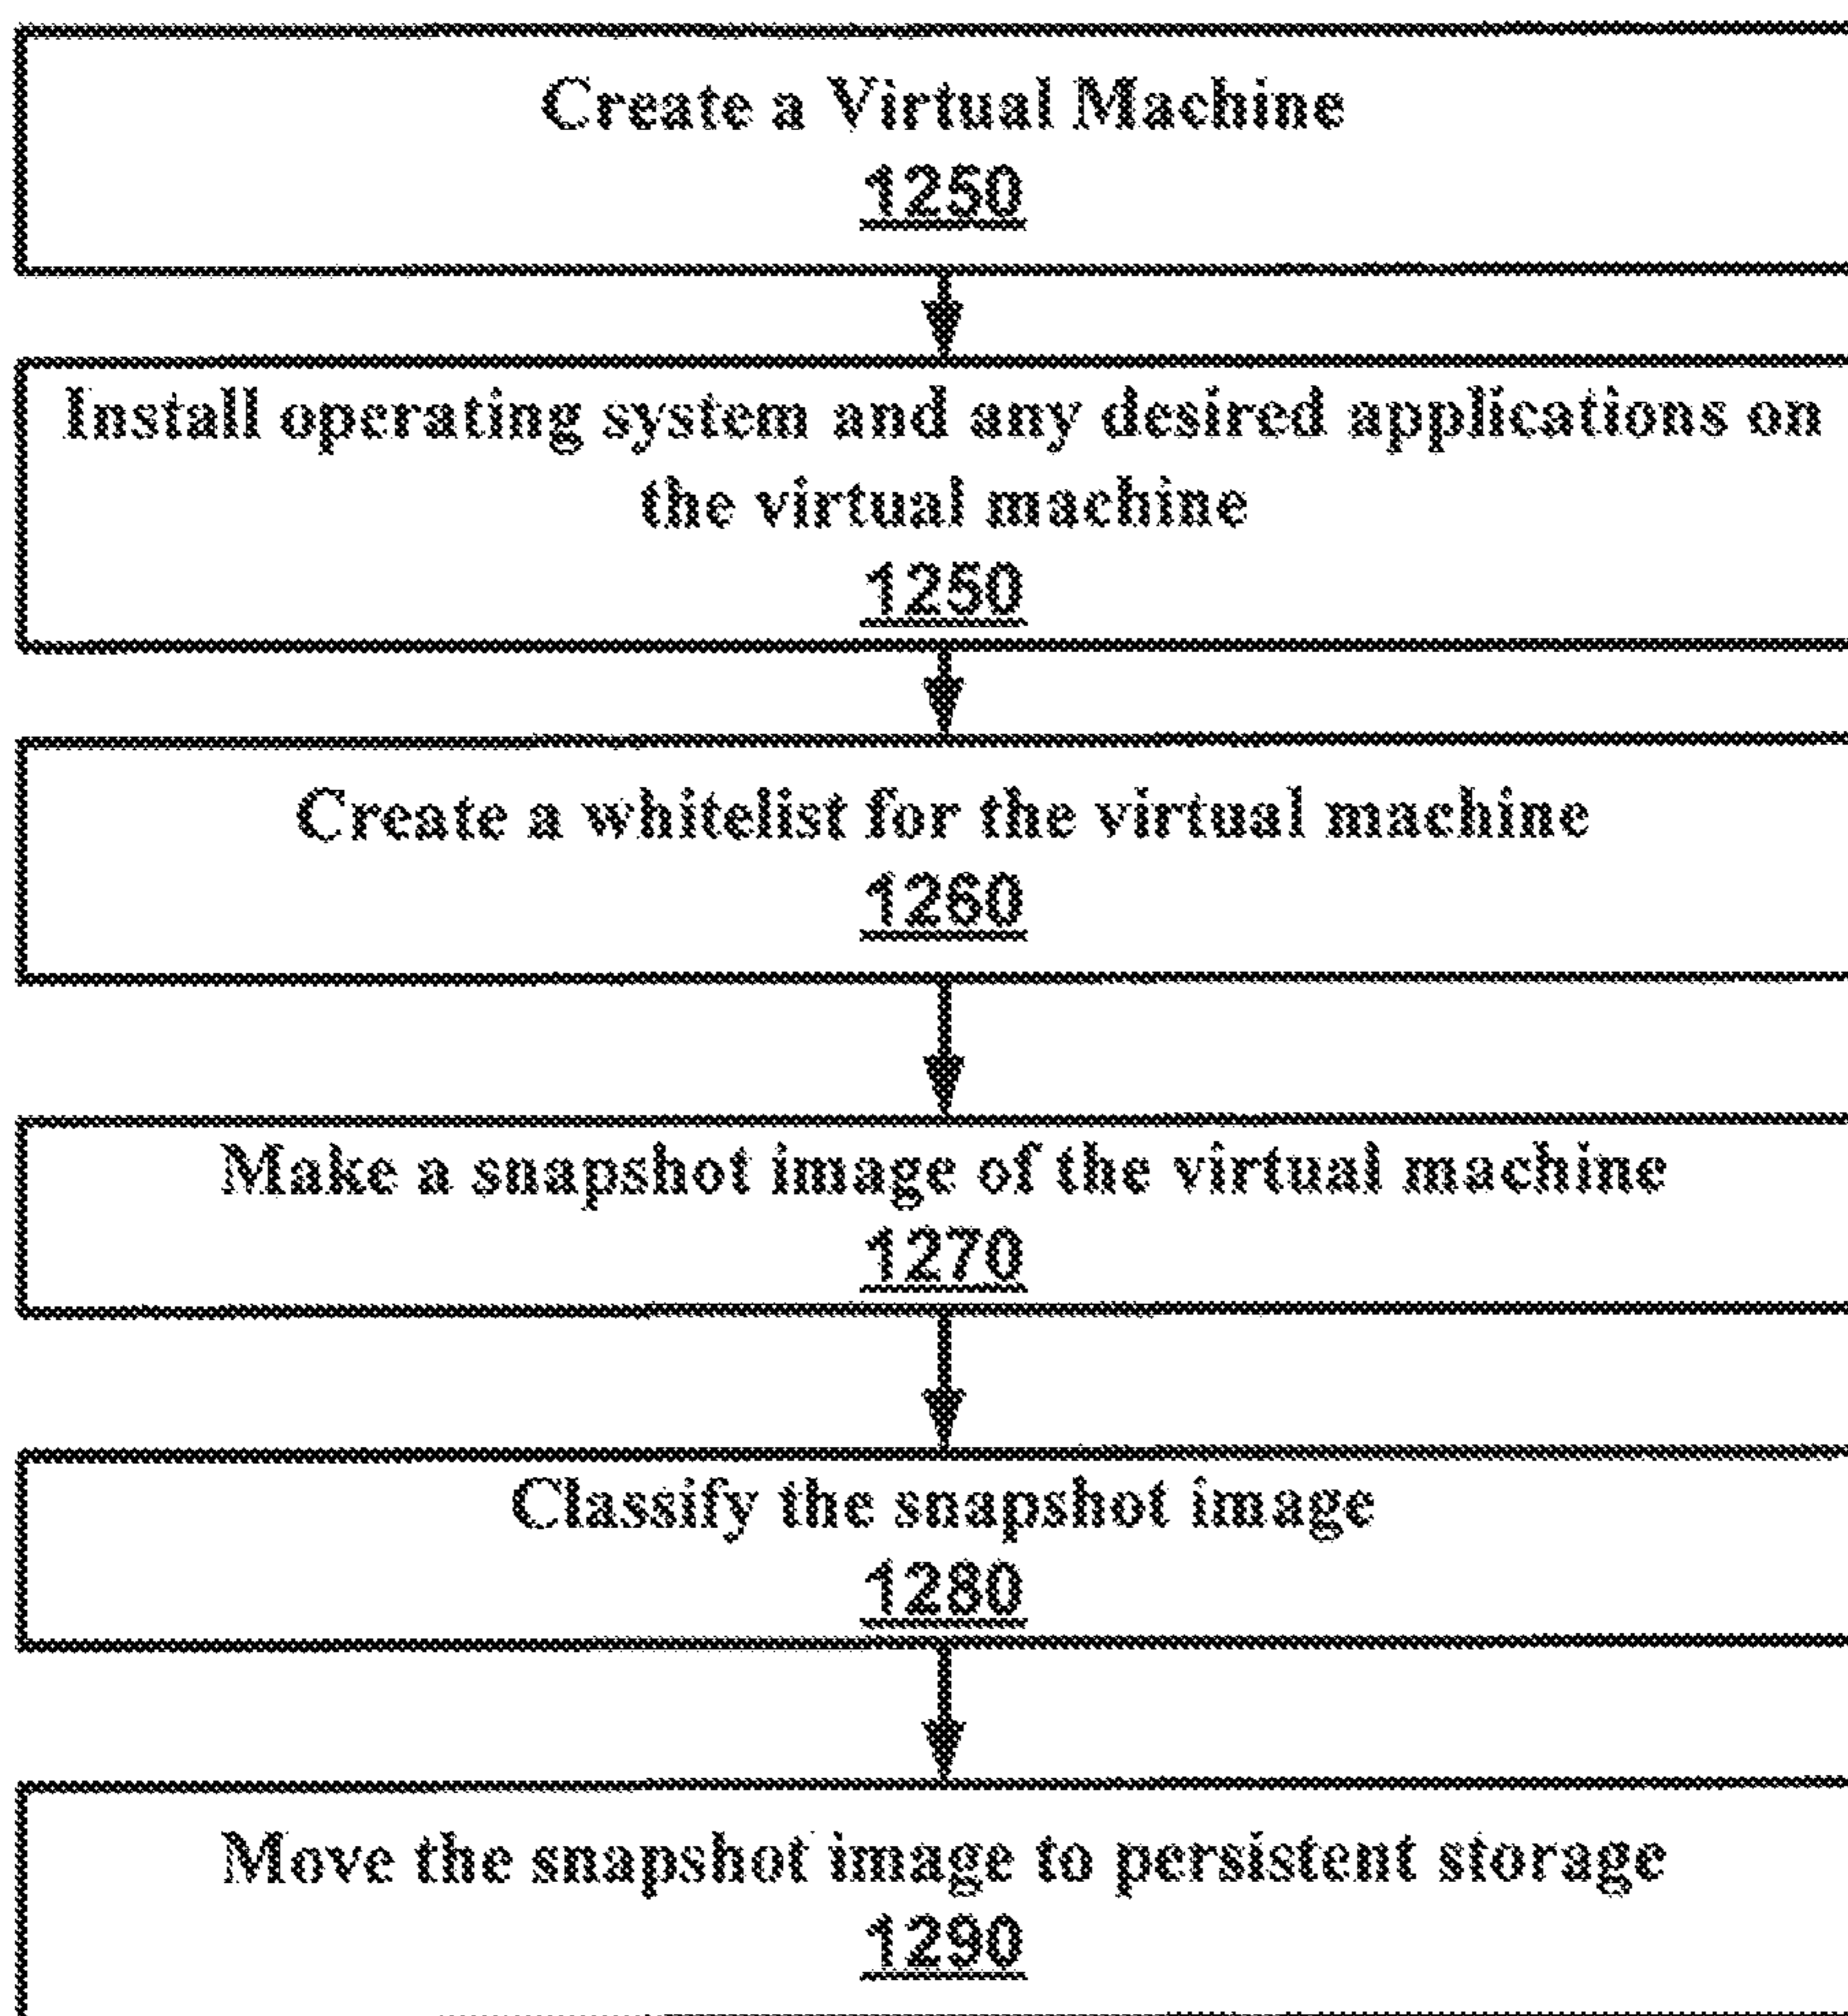 Create a Virtual Machine
1250
Install operating system and any desired applications on
the virtual machine
1250
Create a whitelist for the virtual machine
1260
Make a snapshot image of the virtual machine
1270
Classify the snapshot image
1280
Move the snapshot image to persistent storage
1290